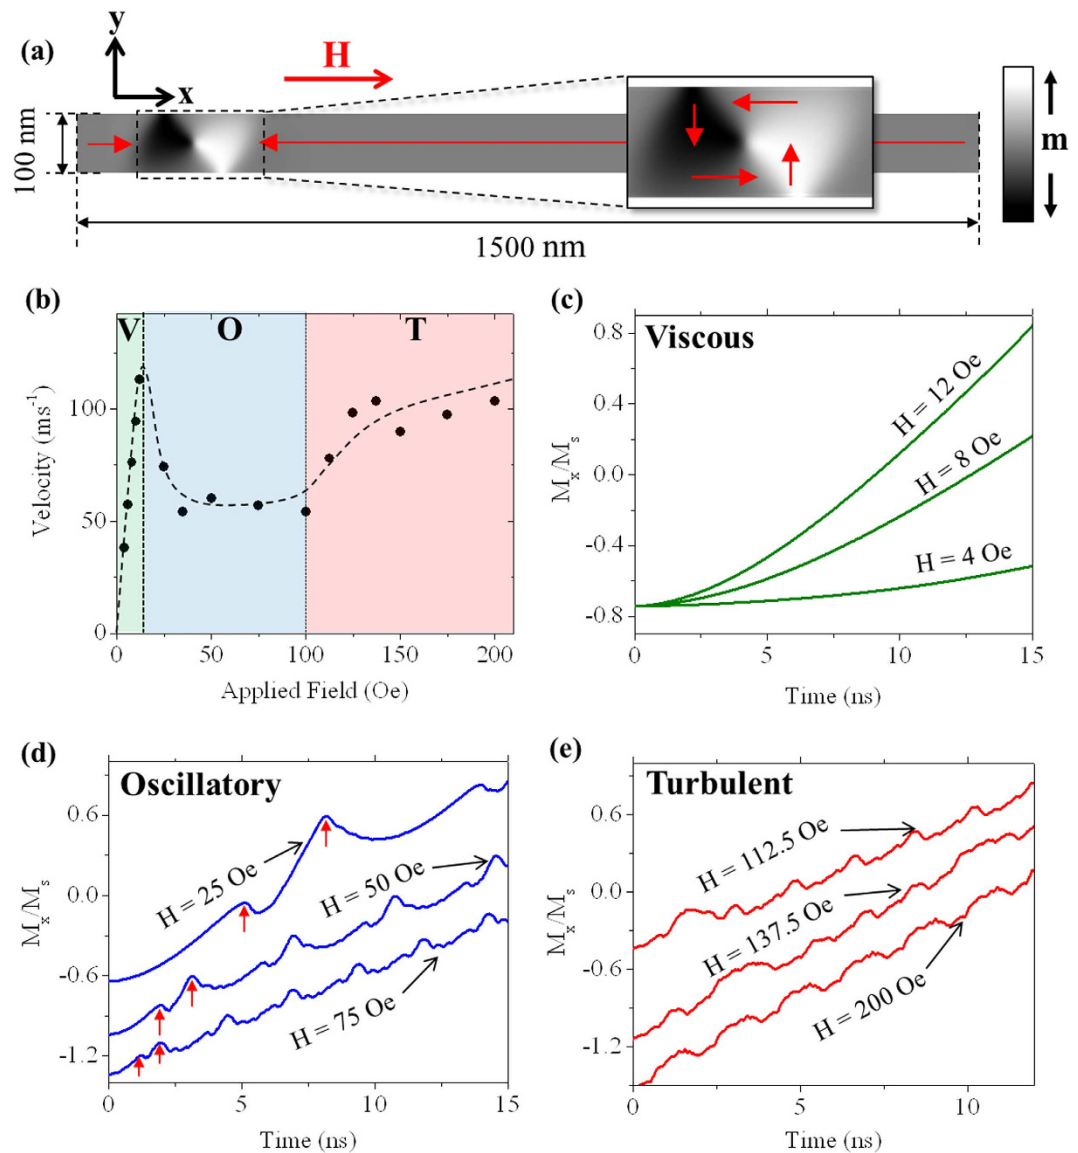 (a)
y
x
H
100 nm
1500 nm
m
(b)
V O T
Velocity (ms-1)
100
50
0
0 50 100 150 200
Applied Field (Oe)
(c)
Viscous
Mx/Ms
0.8
0.4
0.0
-0.4
-0.8
H = 12 Oe
H = 8 Oe
H = 4 Oe
0 5 10 15
Time (ns)
(d)
Oscillatory
Mx/Ms
0.6
0.0
-0.6
-1.2
H = 25 Oe
H = 50 Oe
H = 75 Oe
0 5 10 15
Time (ns)
(e)
Turbulent
Mx/Ms
0.6
0.0
-0.6
-1.2
H = 112.5 Oe
H = 137.5 Oe
H = 200 Oe
0 5 10
Time (ns)